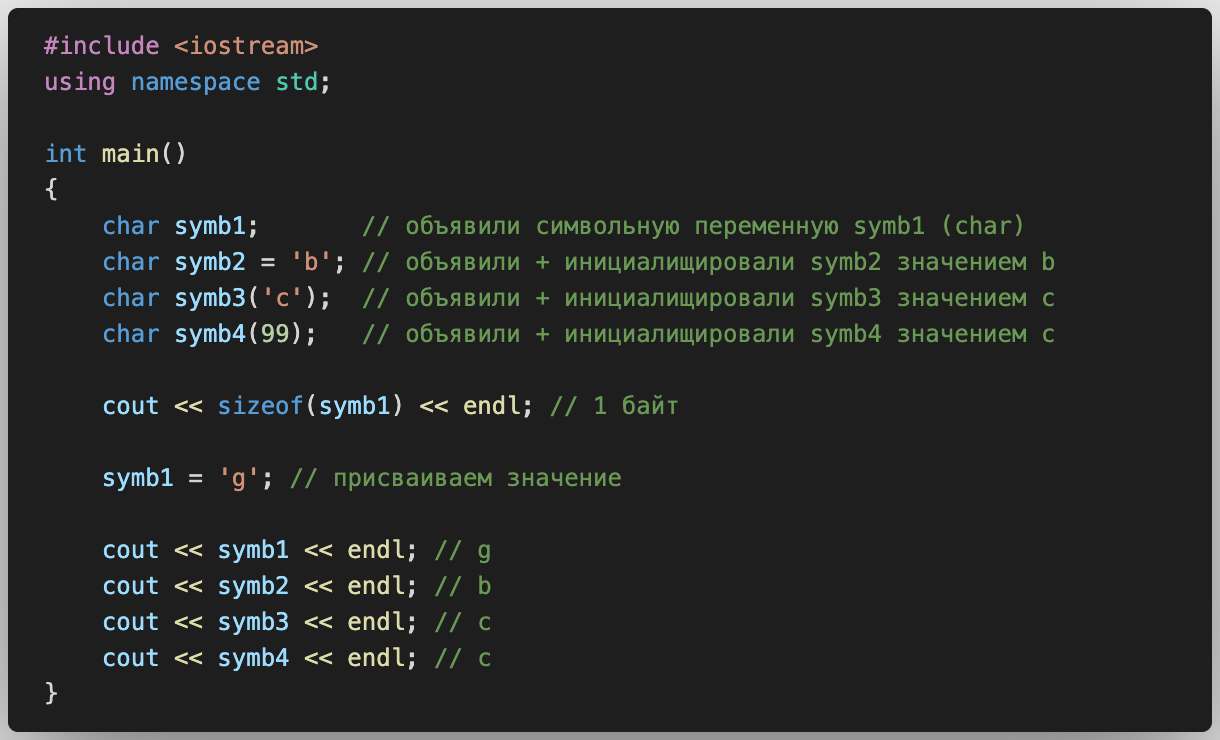 #include <iostream>
using namespace std;

int main()
{
    char symb1;       // объявили символьную переменную symb1 (char)
    char symb2 = 'b'; // объявили + инициалищировали symb2 значением b
    char symb3('c');  // объявили + инициалищировали symb3 значением c
    char symb4(99);   // объявили + инициалищировали symb4 значением c

    cout << sizeof(symb1) << endl; // 1 байт

    symb1 = 'g'; // присваиваем значение

    cout << symb1 << endl; // g
    cout << symb2 << endl; // b
    cout << symb3 << endl; // c
    cout << symb4 << endl; // c
}